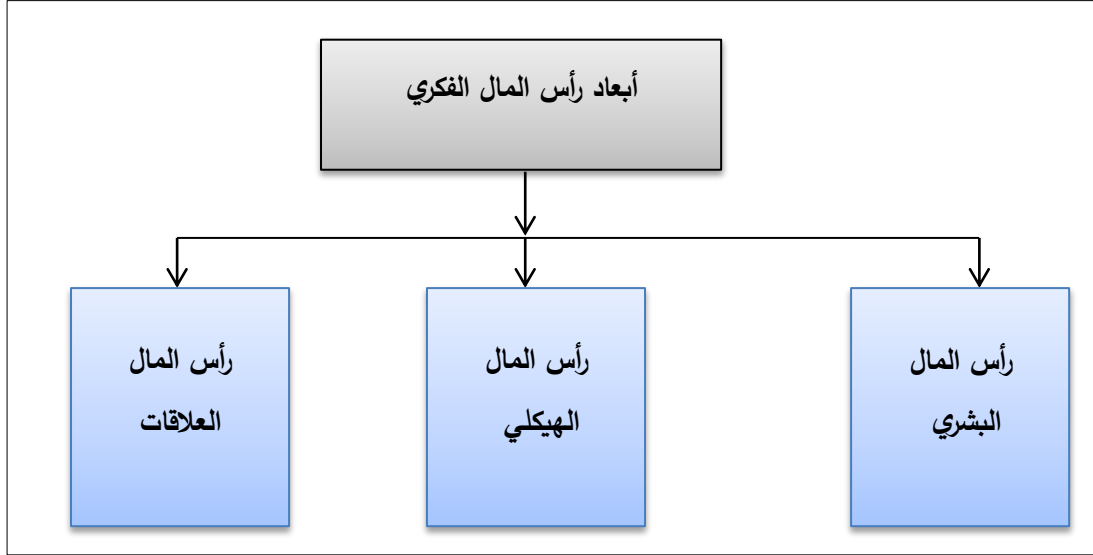 أبعاد رأس المال الفكري
رأس المال
البشري
رأس المال
الهيكلي
رأس المال
العلاقات